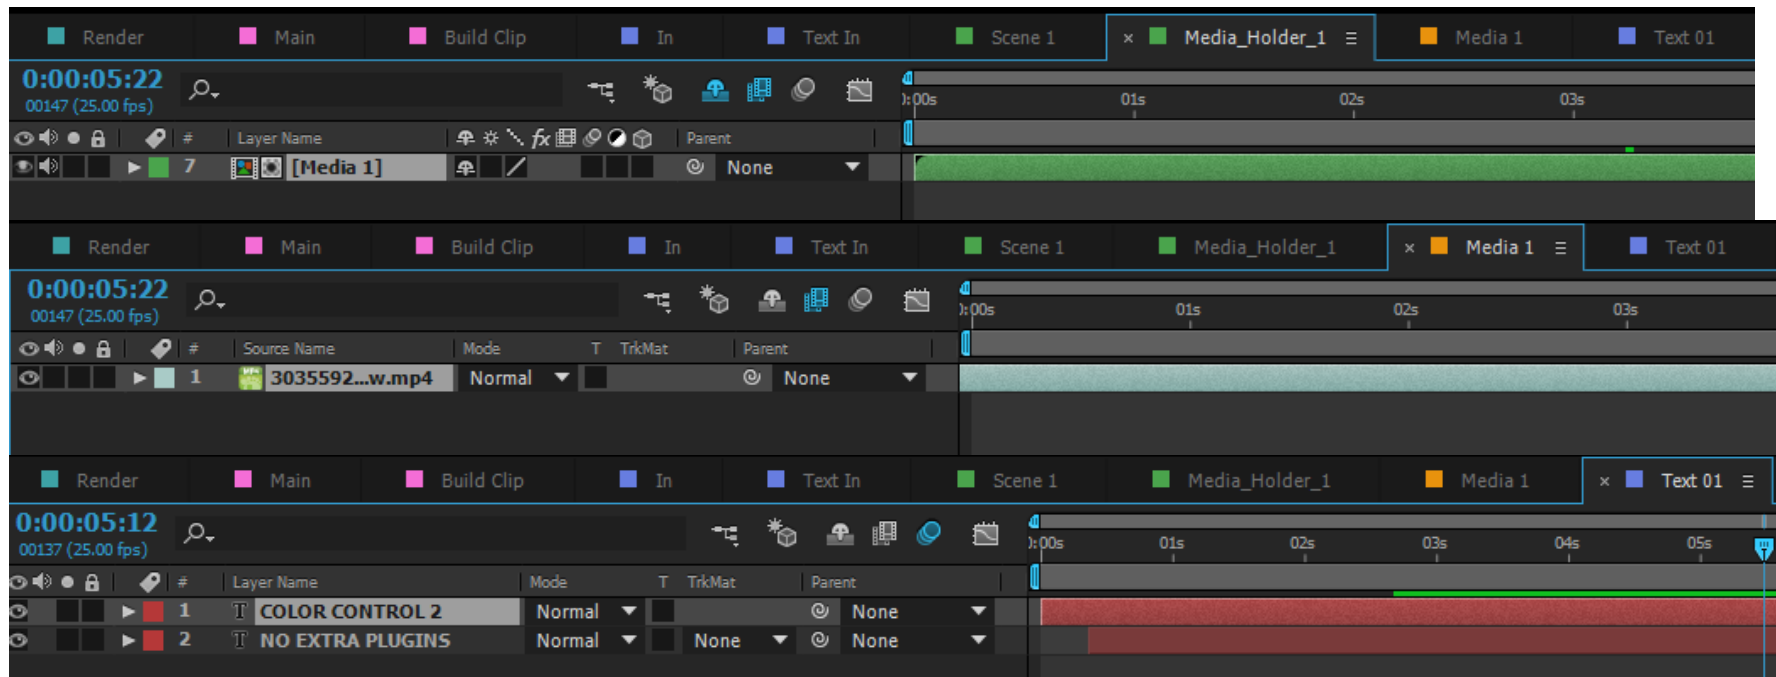 Render Main Build Clip In Text In Scene 1 × Media_Holder_1 Media 1 Text 01
0:00:05:22
00147 (25.00 fps)
):00s 01s 02s 03s
# Layer Name fx Parent
7 [Media 1] None
Render Main Build Clip In Text In Scene 1 Media_Holder_1 × Media 1 Text 01
0:00:05:22
00147 (25.00 fps)
):00s 01s 02s 03s
# Source Name Mode T TrkMat Parent
1 3035592...w.mp4 Normal None
Render Main Build Clip In Text In Scene 1 Media_Holder_1 Media 1 × Text 01
0:00:05:12
00137 (25.00 fps)
):00s 01s 02s 03s 04s 05s
# Layer Name Mode T TrkMat Parent
1 T COLOR CONTROL 2 Normal None
2 T NO EXTRA PLUGINS Normal None None